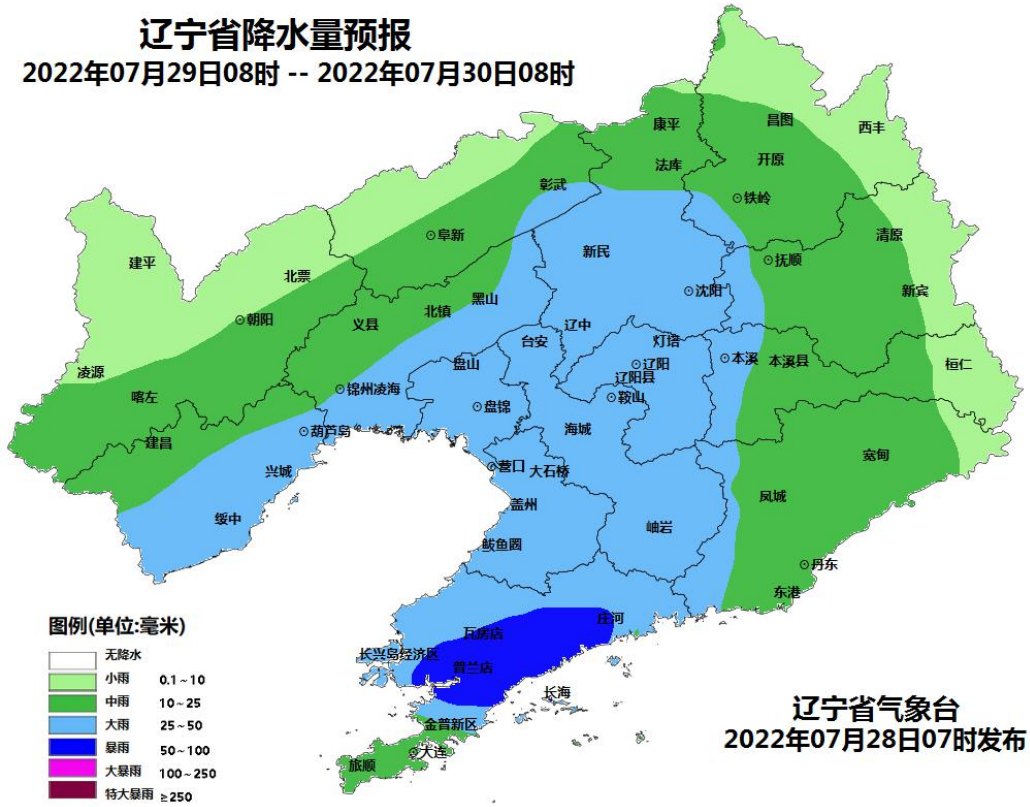 辽宁省降水量预报
2022年07月29日08时 -- 2022年07月30日08时
康平
昌图
西丰
法库
开原
彰武
铁岭
阜新
清原
新民
建平
抚顺
北票
沈阳
新宾
黑山
北镇
朝阳
义县
辽中
台安
灯塔
本溪
本溪县
盘山
辽阳
桓仁
凌源
辽阳县
锦州凌海
喀左
鞍山
盘锦
葫芦岛
海城
建昌
宽甸
兴城
营口
大石桥
凤城
盖州
绥中
岫岩
鲅鱼圈
丹东
东港
庄河
瓦房店
长兴岛经济区
普兰店
长海
金普新区
大连
旅顺
图例(单位:毫米)
无降水
小雨 0.1~10
中雨 10~25
大雨 25~50
暴雨 50~100
大暴雨 100~250
特大暴雨 ≥250
辽宁省气象台
2022年07月28日07时发布